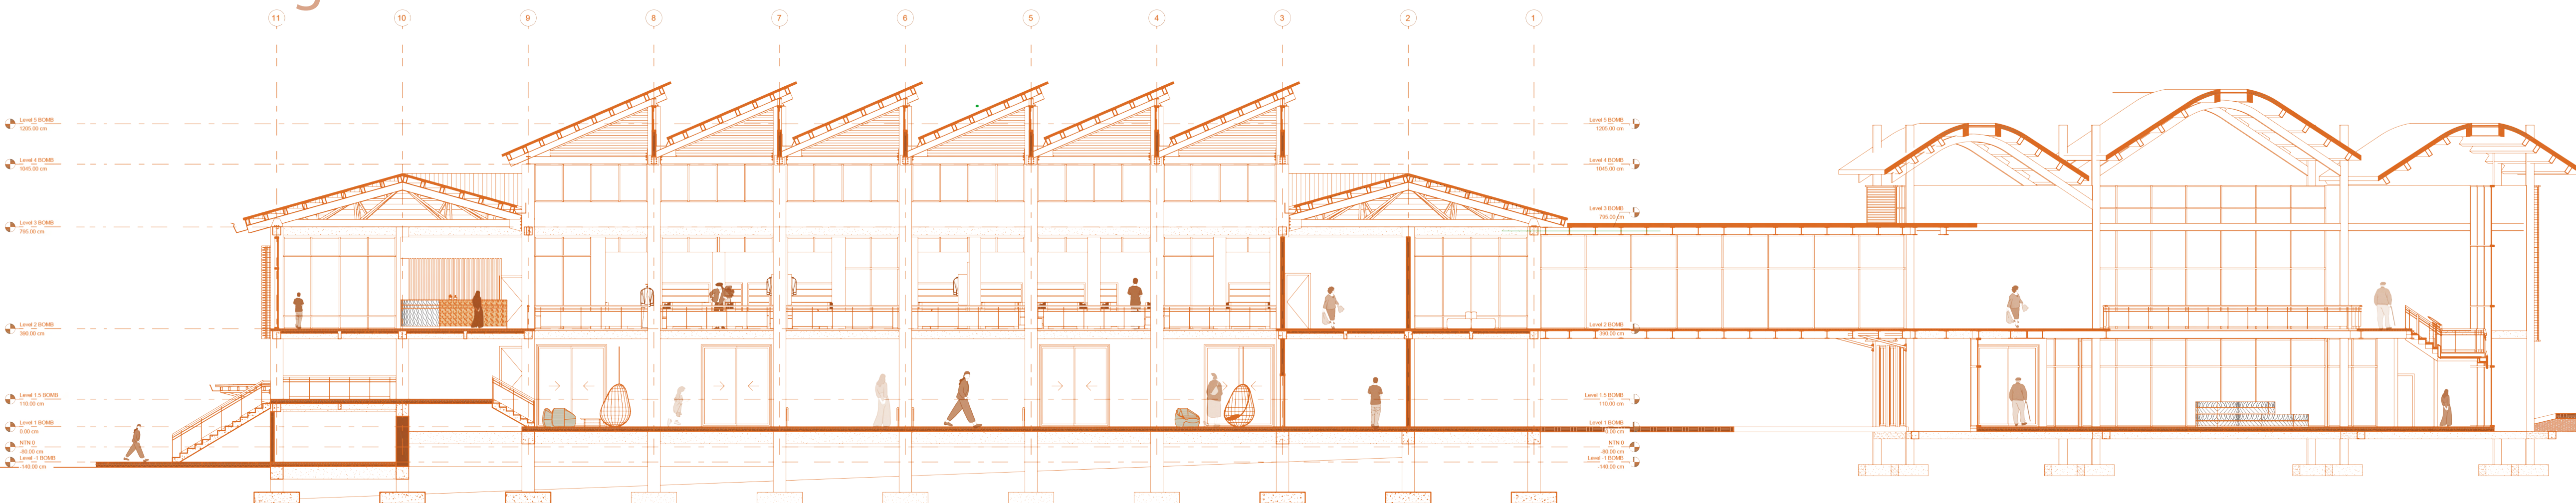 11 10 9 8 7 6 5 4 3 2 1
Level 5 BOMB
1205.00 cm
Level 4 BOMB
1045.00 cm
Level 3 BOMB
795.00 cm
Level 2 BOMB
390.00 cm
Level 1.5 BOMB
110.00 cm
Level 1 BOMB
0.00 cm
NTN 0
-80.00 cm
Level -1 BOMB
-140.00 cm
Level 5 BOMB
1205.00 cm
Level 4 BOMB
1045.00 cm
Level 3 BOMB
795.00 cm
Level 2 BOMB
390.00 cm
Level 1.5 BOMB
110.00 cm
Level 1 BOMB
0.00 cm
NTN 0
-80.00 cm
Level -1 BOMB
-140.00 cm